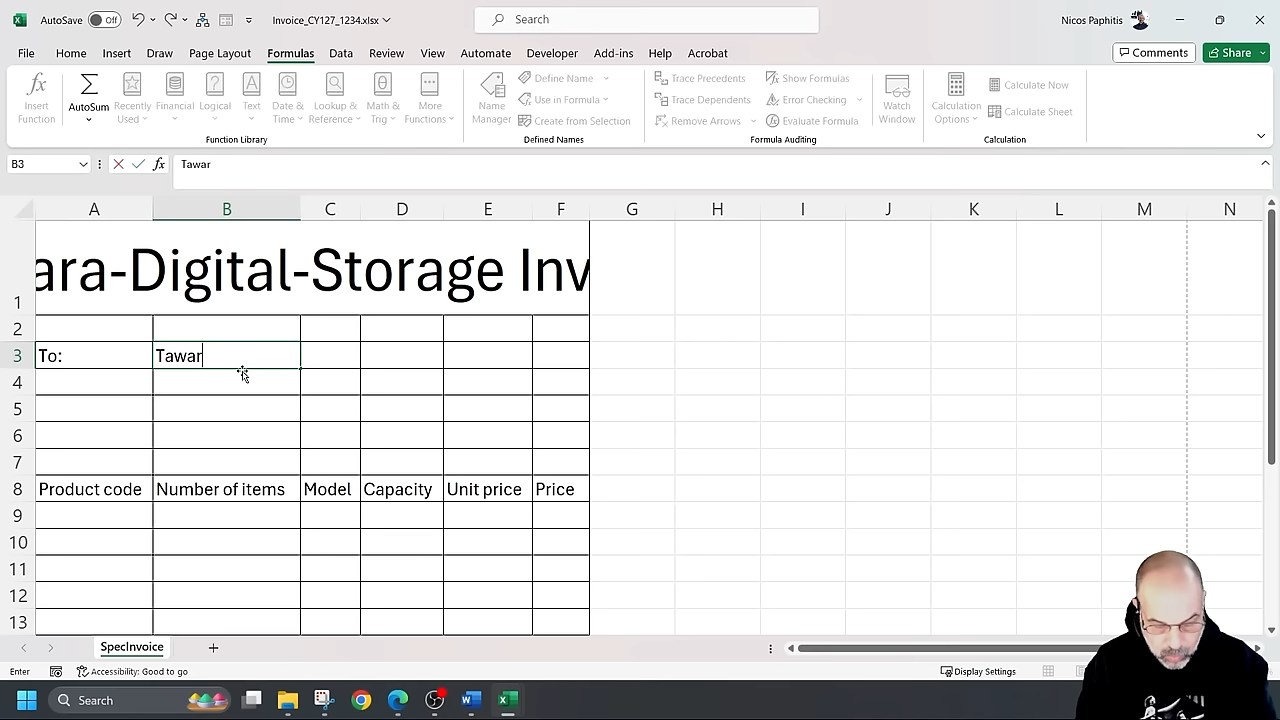 AutoSave Off Invoice_CY127_1234.xlsx Search Nicos Paphitis
File Home Insert Draw Page Layout Formulas Data Review View Automate Developer Add-ins Help Acrobat Comments Share
Insert Function
AutoSum
Recently Used
Financial
Logical
Text
Date & Time
Lookup & Reference
Math & Trig
More Functions
Function Library
Name Manager
Define Name
Use in Formula
Create from Selection
Defined Names
Trace Precedents
Trace Dependents
Remove Arrows
Show Formulas
Error Checking
Evaluate Formula
Formula Auditing
Watch Window
Calculation Options
Calculate Now
Calculate Sheet
Calculation
B3 fx Tawar
A B C D E F G H I J K L M N
1 ara-Digital-Storage Inv
2
3 To: Tawar
4
5
6
7
8 Product code Number of items Model Capacity Unit price Price
9
10
11
12
13
SpecInvoice
Enter Accessibility: Good to go Display Settings
Search